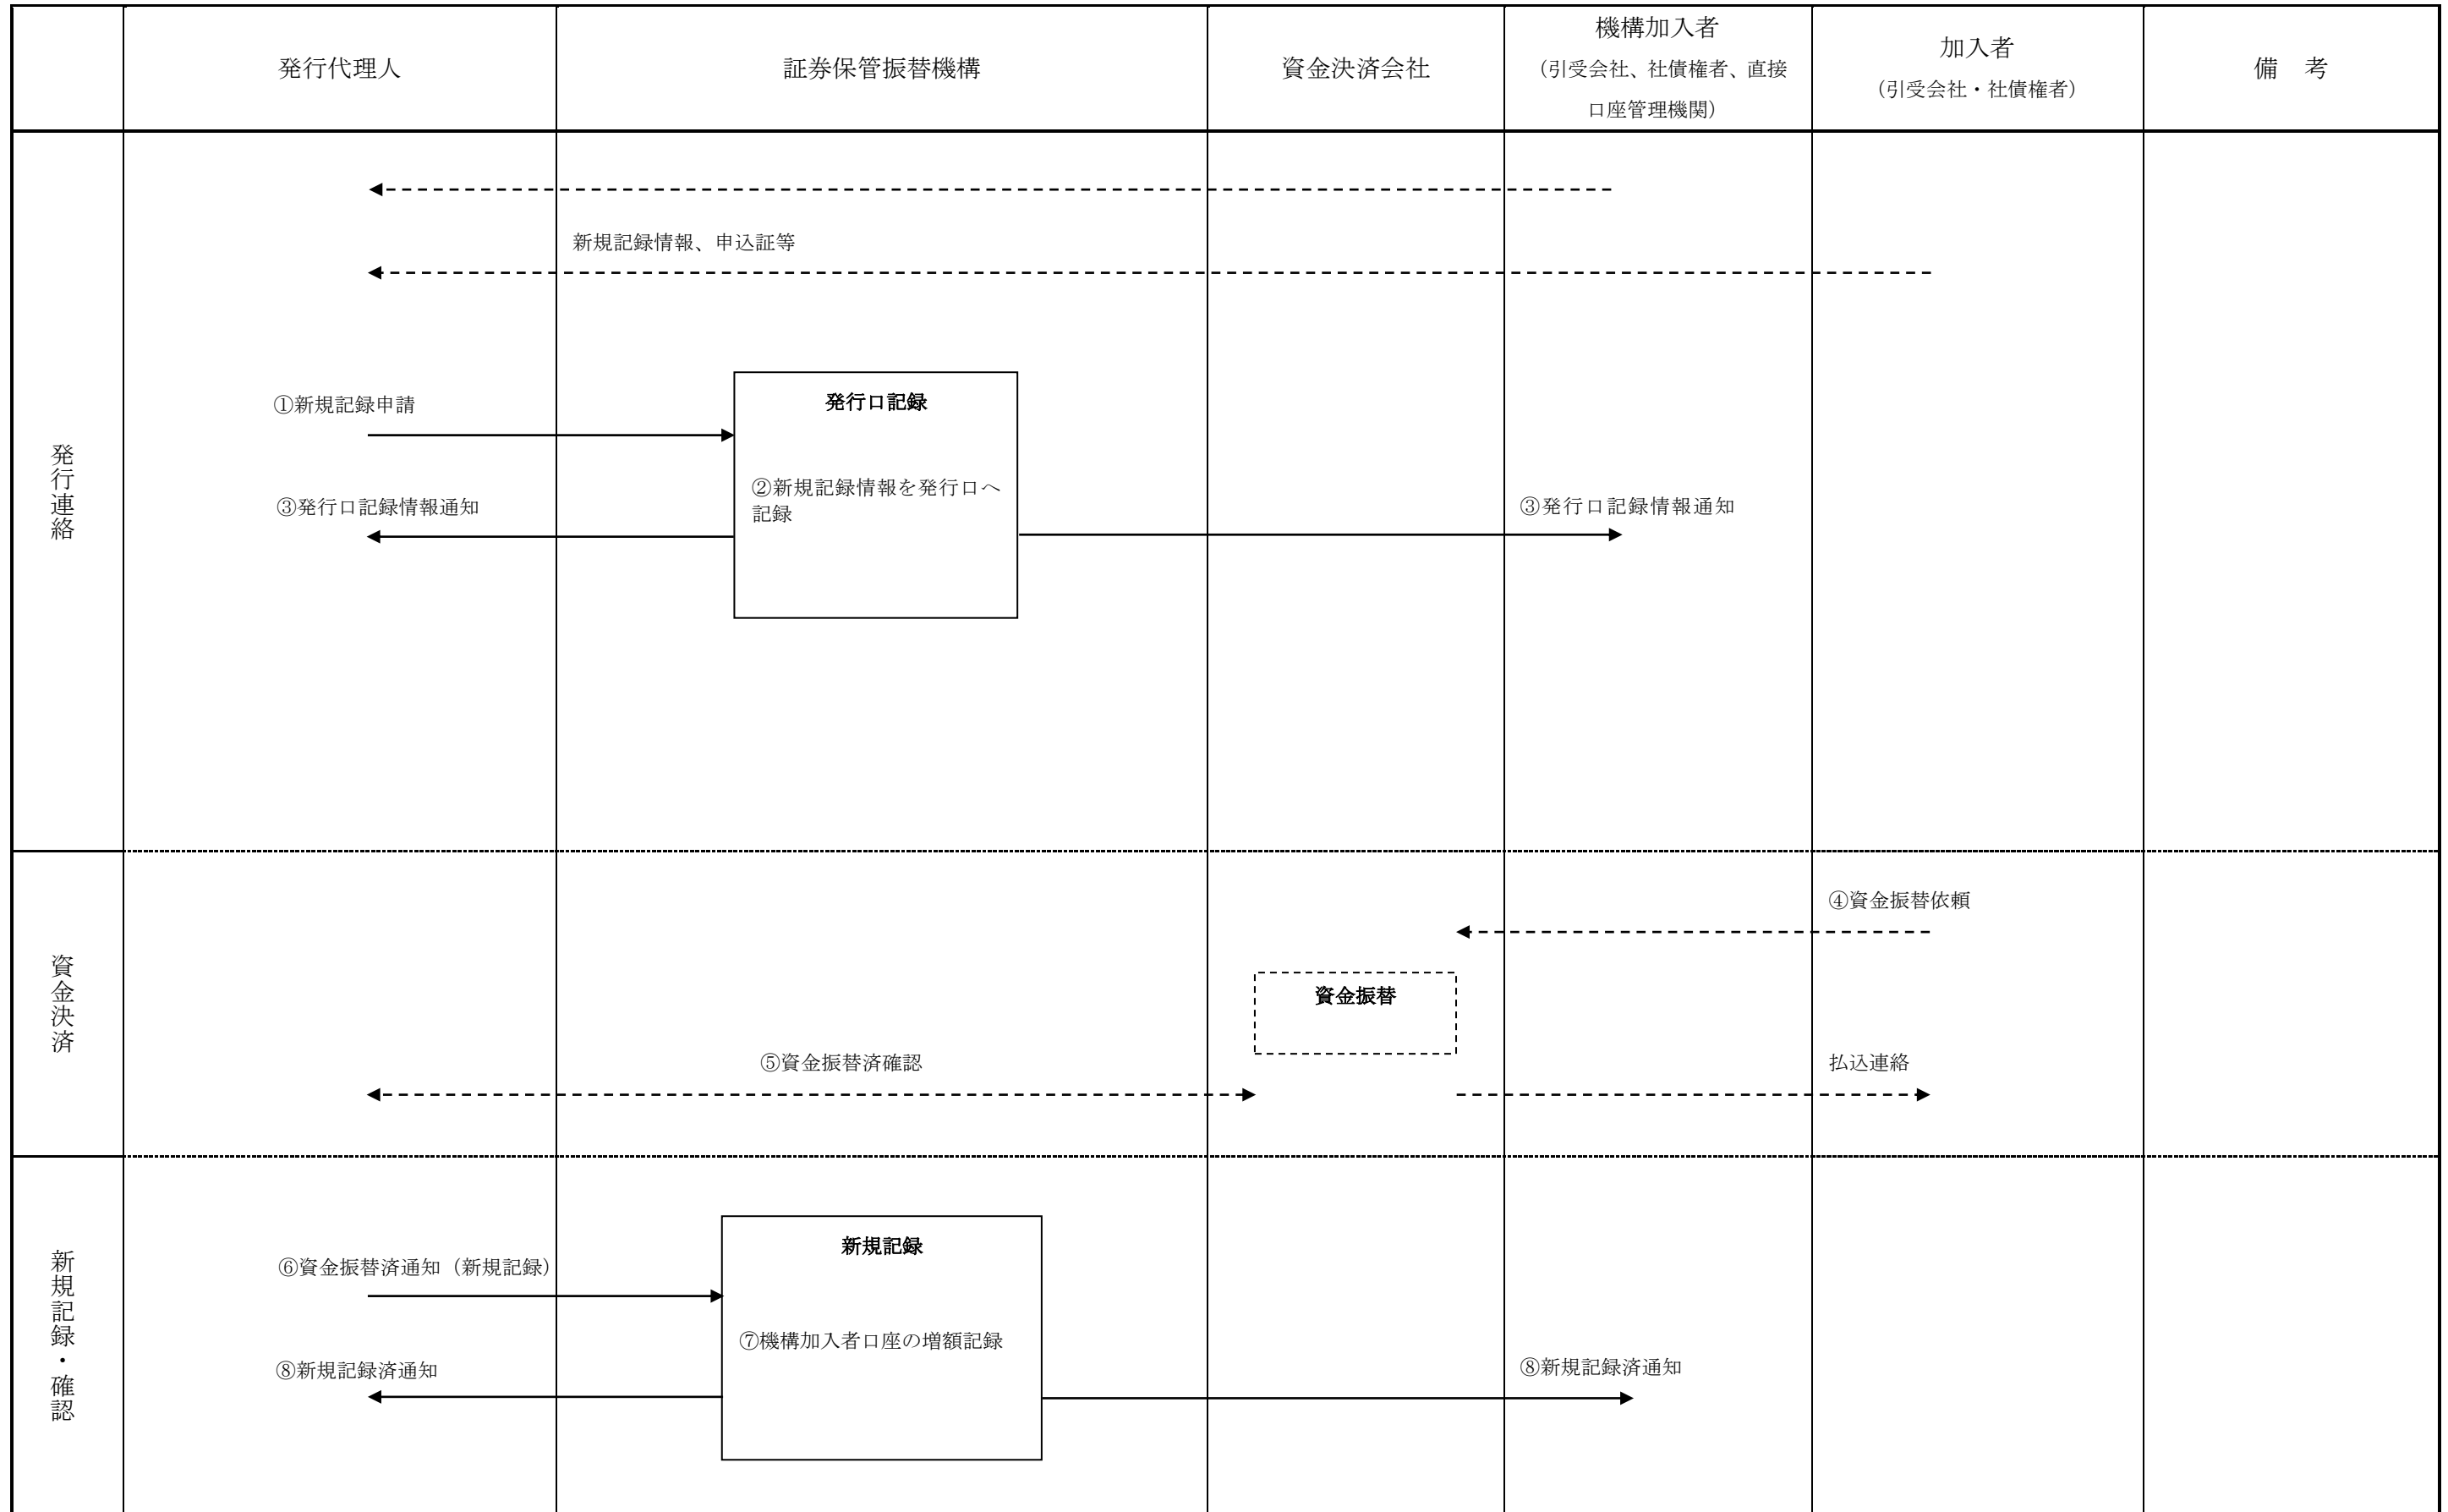 発行代理人
証券保管振替機構
資金決済会社
機構加入者
（引受会社、社債権者、直接
口座管理機関）
加入者
（引受会社・社債権者）
備　考
発行連絡
新規記録情報、申込証等
①新規記録申請
発行口記録
②新規記録情報を発行口へ
記録
③発行口記録情報通知
③発行口記録情報通知
資金決済
④資金振替依頼
資金振替
⑤資金振替済確認
払込連絡
新規記録・確認
新規記録
⑥資金振替済通知（新規記録）
⑦機構加入者口座の増額記録
⑧新規記録済通知
⑧新規記録済通知